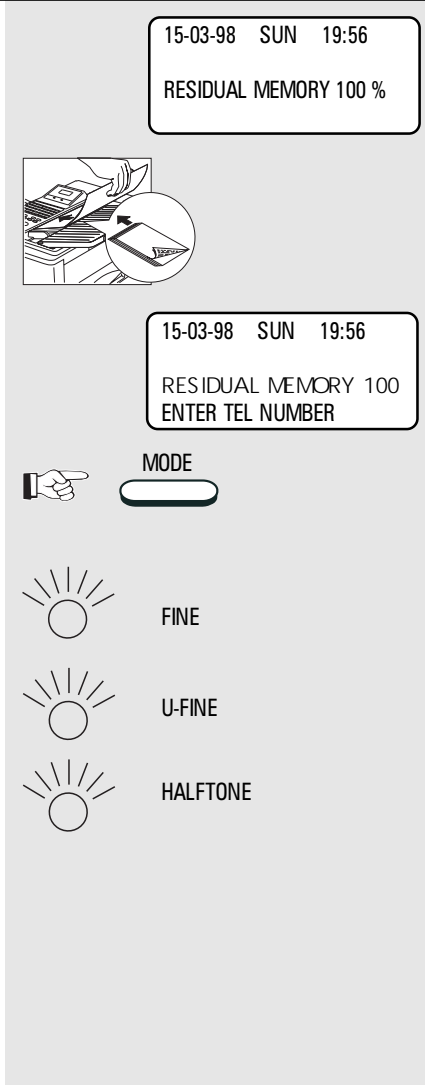 15-03-98 SUN 19:56
RESIDUAL MEMORY 100 %
15-03-98 SUN 19:56
RESIDUAL MEMORY 100
ENTER TEL NUMBER
MODE
FINE
U-FINE
HALFTONE